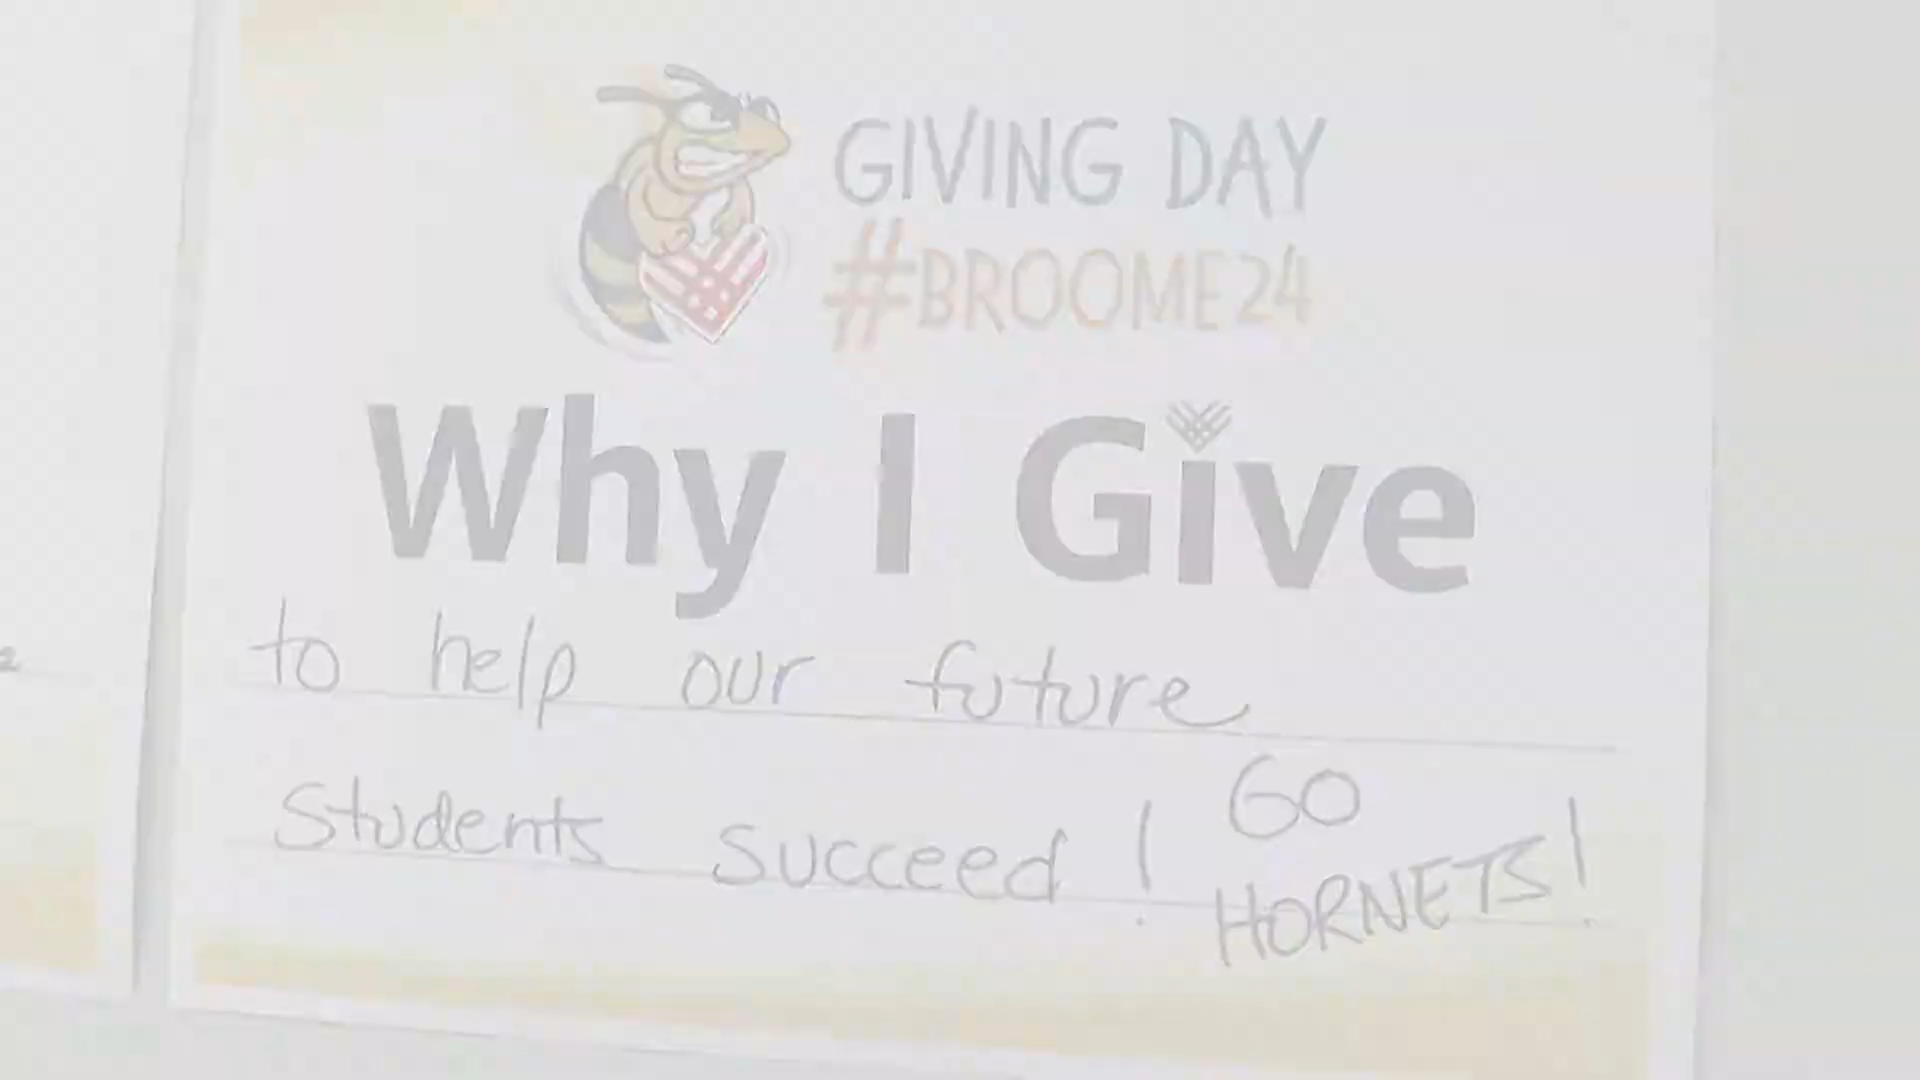 GIVING DAY
#BROOME24
Why I Give
to help our future
Students succeed! GO
HORNETS!